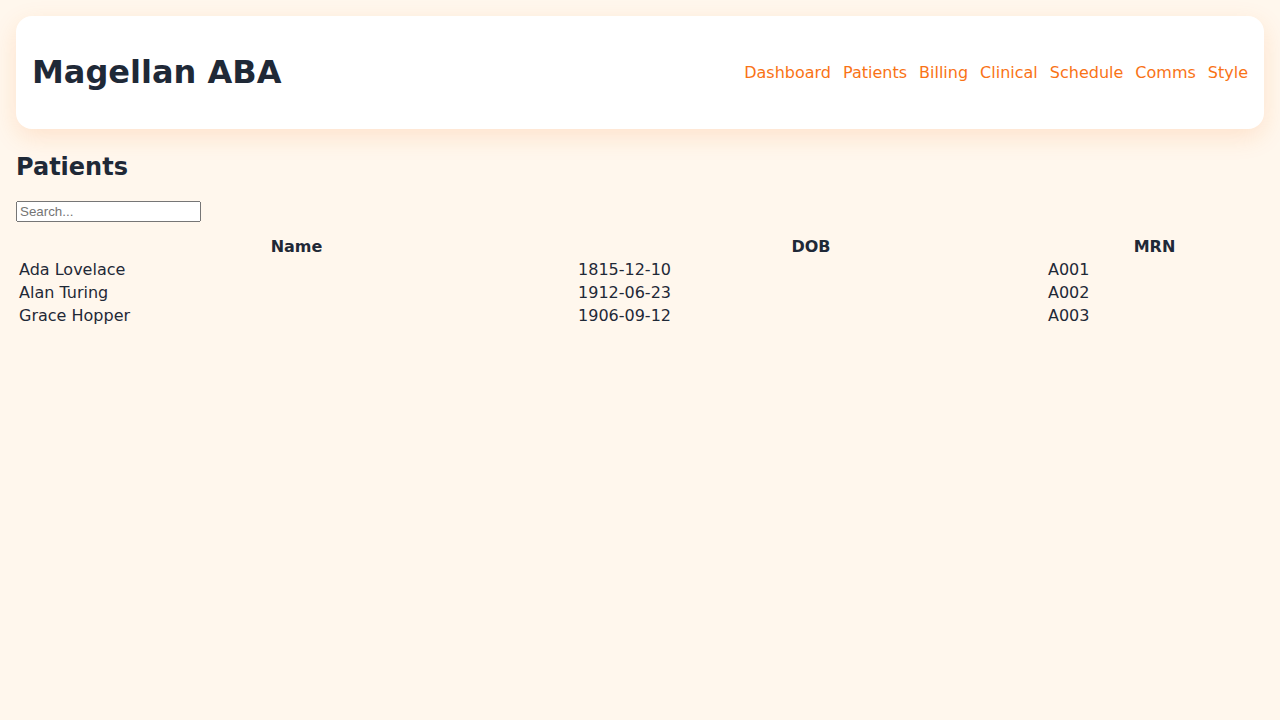 Magellan ABA
Dashboard Patients Billing Clinical Schedule Comms Style
Patients
Search...
Name DOB MRN
Ada Lovelace 1815-12-10 A001
Alan Turing 1912-06-23 A002
Grace Hopper 1906-09-12 A003